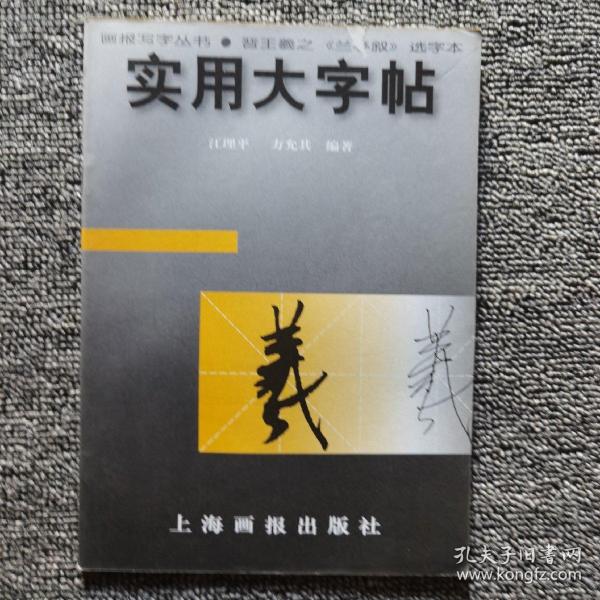 画报写字丛书 ● 晋王羲之《兰亭叙》选字本
实用大字帖
江理平 方允其 编著
羲 羲
上海画报出版社
孔夫子旧书网
www.kongfz.com